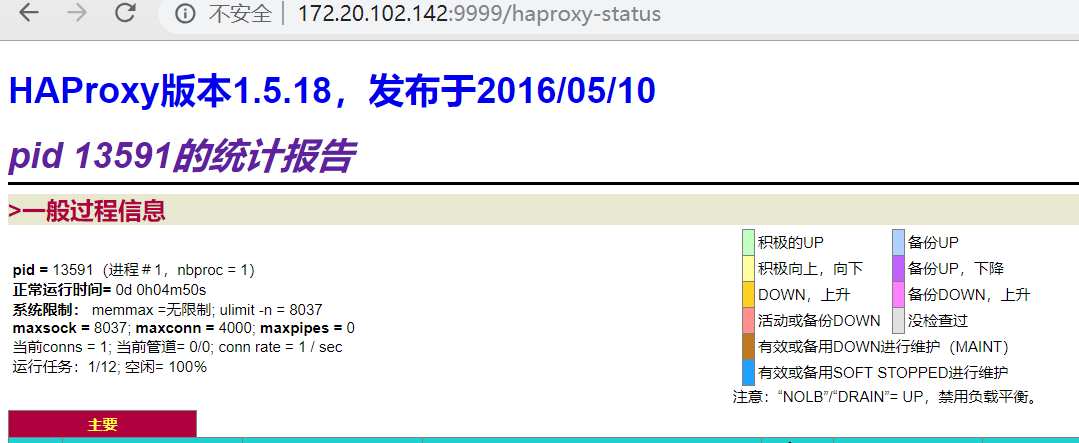 不安全 | 172.20.102.142:9999/haproxy-status
HAProxy版本1.5.18，发布于2016/05/10
pid 13591的统计报告
>一般过程信息
pid = 13591（进程＃1，nbproc = 1）
正常运行时间= 0d 0h04m50s
系统限制： memmax =无限制; ulimit -n = 8037
maxsock = 8037; maxconn = 4000; maxpipes = 0
当前conns = 1; 当前管道= 0/0; conn rate = 1 / sec
运行任务：1/12; 空闲= 100%
积极的UP 备份UP
积极向上，向下 备份UP，下降
DOWN，上升 备份DOWN，上升
活动或备份DOWN 没检查过
有效或备用DOWN进行维护（MAINT）
有效或备用SOFT STOPPED进行维护
注意：“NOLB”/“DRAIN”= UP，禁用负载平衡。
主要